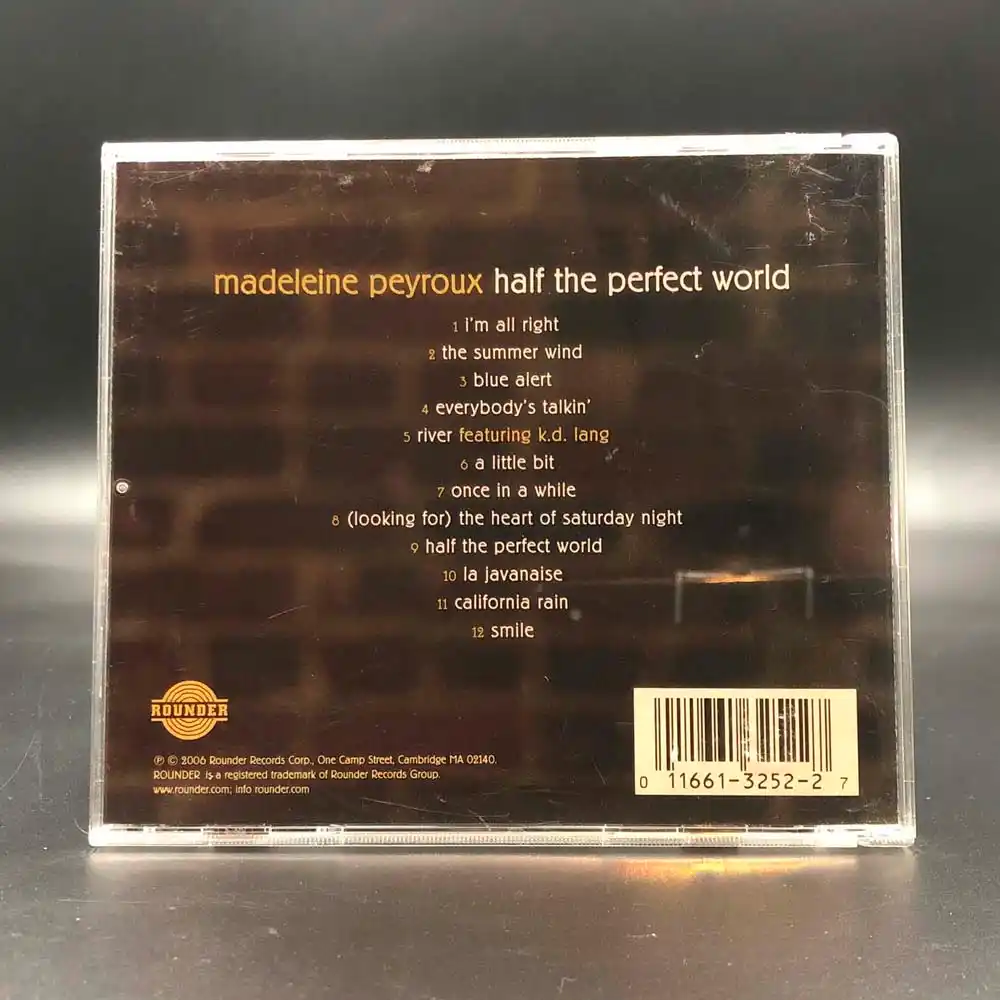 madeleine peyroux half the perfect world
1 i'm all right
2 the summer wind
3 blue alert
4 everybody's talkin'
5 river featuring k.d. lang
6 a little bit
7 once in a while
8 (looking for) the heart of saturday night
9 half the perfect world
10 la javanaise
11 california rain
12 smile
ROUNDER
℗ © 2006 Rounder Records Corp., One Camp Street, Cambridge MA 02140.
ROUNDER is a registered trademark of Rounder Records Group.
www.rounder.com; info rounder.com
0 11661-3252-2 7